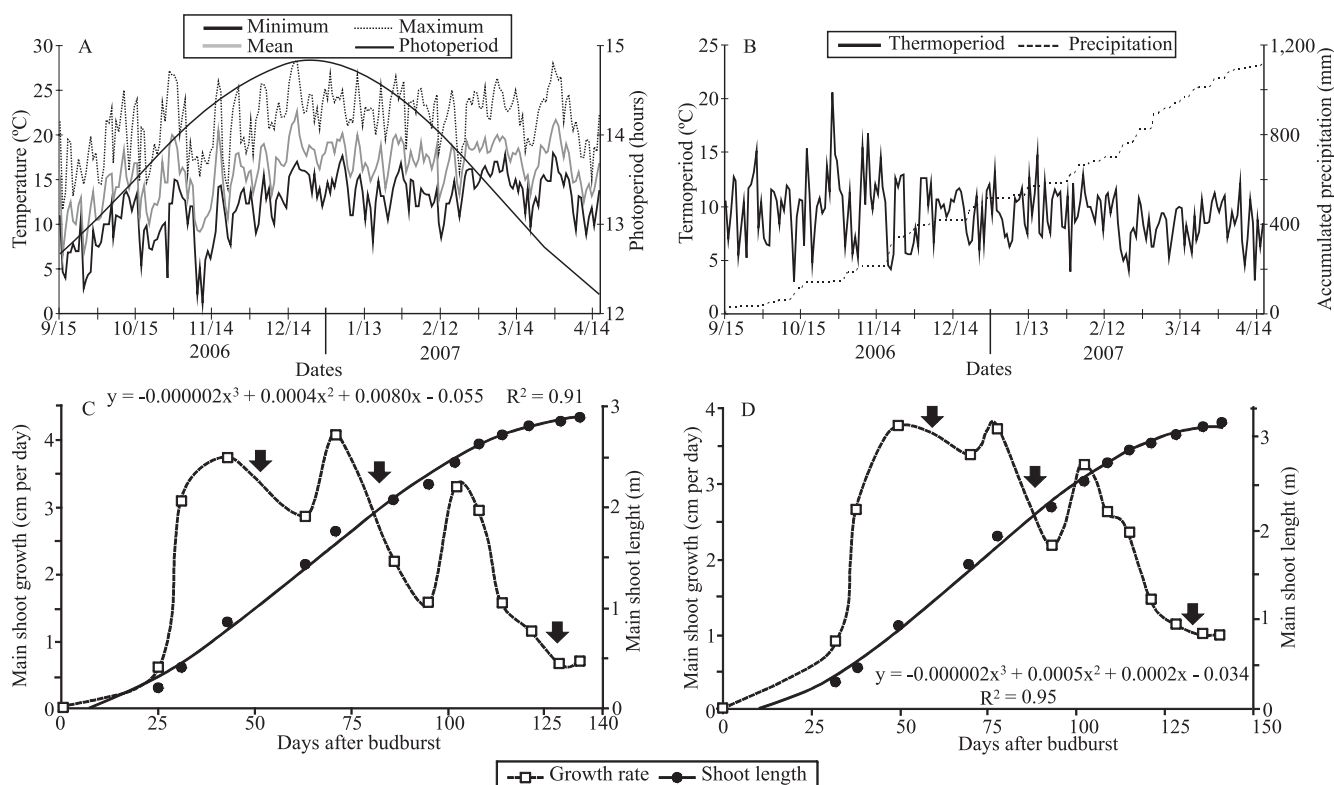 Minimum Maximum
Mean Photoperiod
A
Temperature (ºC)
30
25
20
15
10
5
0
15
14
13
12
Photoperiod (hours)
9/15 10/15 11/14 12/14 1/13 2/12 3/14 4/14
2006 2007
Dates
B
Thermoperiod Precipitation
Termoperiod (ºC)
25
20
15
10
5
0
1,200
800
400
0
Accumulated precipitation (mm)
9/15 10/15 11/14 12/14 1/13 2/12 3/14 4/14
2006 2007
Dates
C
y = -0.000002x³ + 0.0004x² + 0.0080x - 0.055 R² = 0.91
Main shoot growth (cm per day)
4
3
2
1
0
3
2
1
0
Main shoot lenght (m)
0 25 50 75 100 125 140
Days after budburst
D
Main shoot growth (cm per day)
4
3
2
1
0
3
2
1
0
Main shoot lenght (m)
y = -0.000002x³ + 0.0005x² + 0.0002x - 0.034
R² = 0.95
0 25 50 75 100 125 150
Days after budburst
Growth rate Shoot length